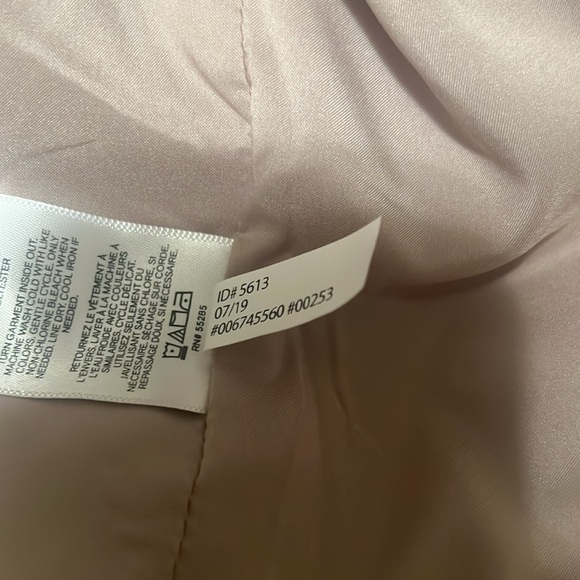 YESTER
URN GARMENT INSIDE OUT.
MACHINE WASH COLD WITH LIKE
COLORS, GENTLE CYCLE. ONLY
NON-CHLORINE BLEACH WHEN
NEEDED. LINE DRY, COOL IRON IF
NEEDED.
RETOURNEZ LE VÊTEMENT À
L'ENVERS. LAVER À LA MACHINE À
L'EAU FROIDE AVEC COULEURS
SIMILAIRES, CYCLE DÉLICAT.
UTILISEZ SEULEMENT DE
L'AVELLISANT SANS CHLORE, SI
NÉCESSAIRE. SÉCHAGE SUR CORDE.
REPASSAGE DOUX, SI NÉCESSAIRE.
RN# 55285
ID# 5613
07/19
#006745560 #00253